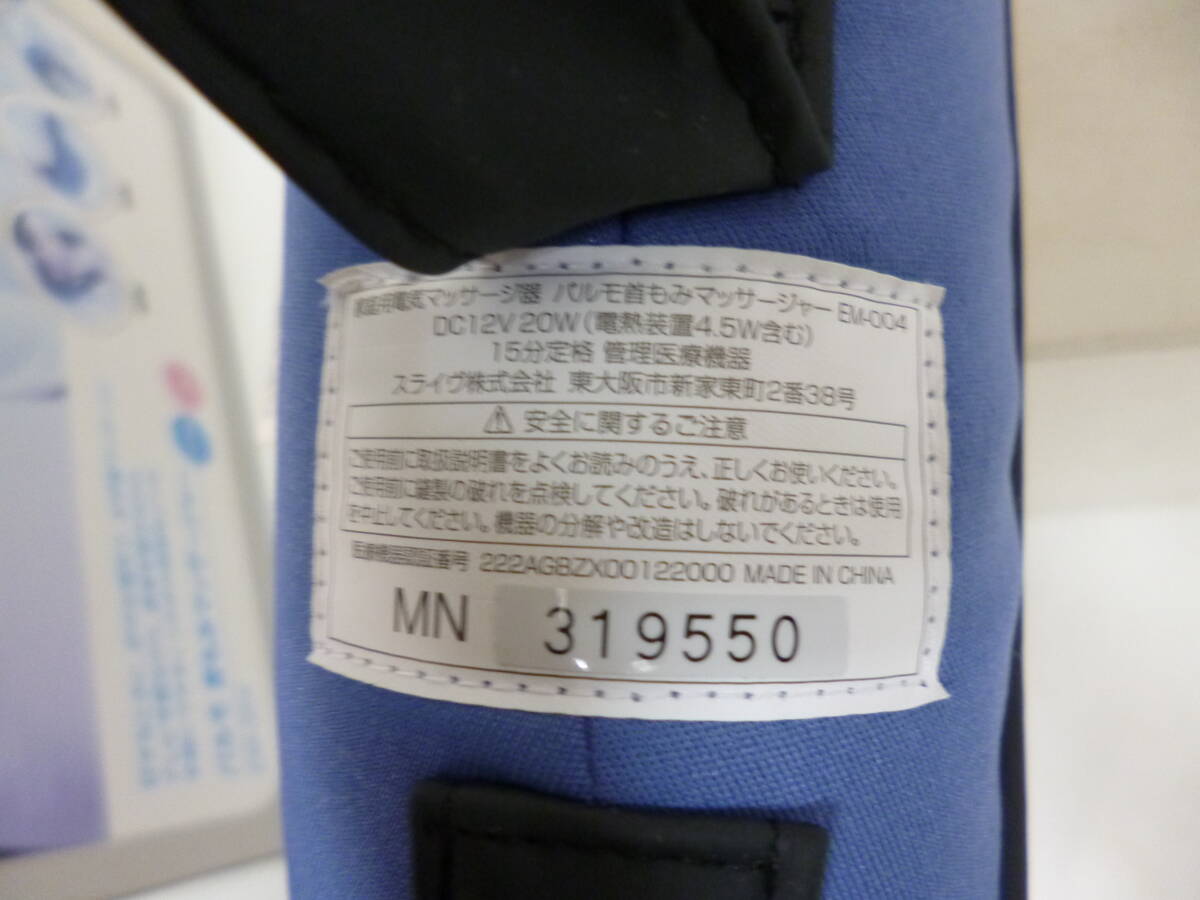 家庭用電気マッサージ器 パルモ首もみマッサージャー EM-004
DC12V 20W(電熱装置4.5W含む)
15分定格 管理医療機器
スライヴ株式会社 東大阪市新家東町2番38号
⚠ 安全に関するご注意
ご使用前に取扱説明書をよくお読みのうえ、正しくお使いください。
ご使用前に縫製の破れを点検してください。破れがあるときは使用
を中止してください。機器の分解や改造はしないでください。
医療機器認証番号 222AGBZX00122000 MADE IN CHINA
MN 319550